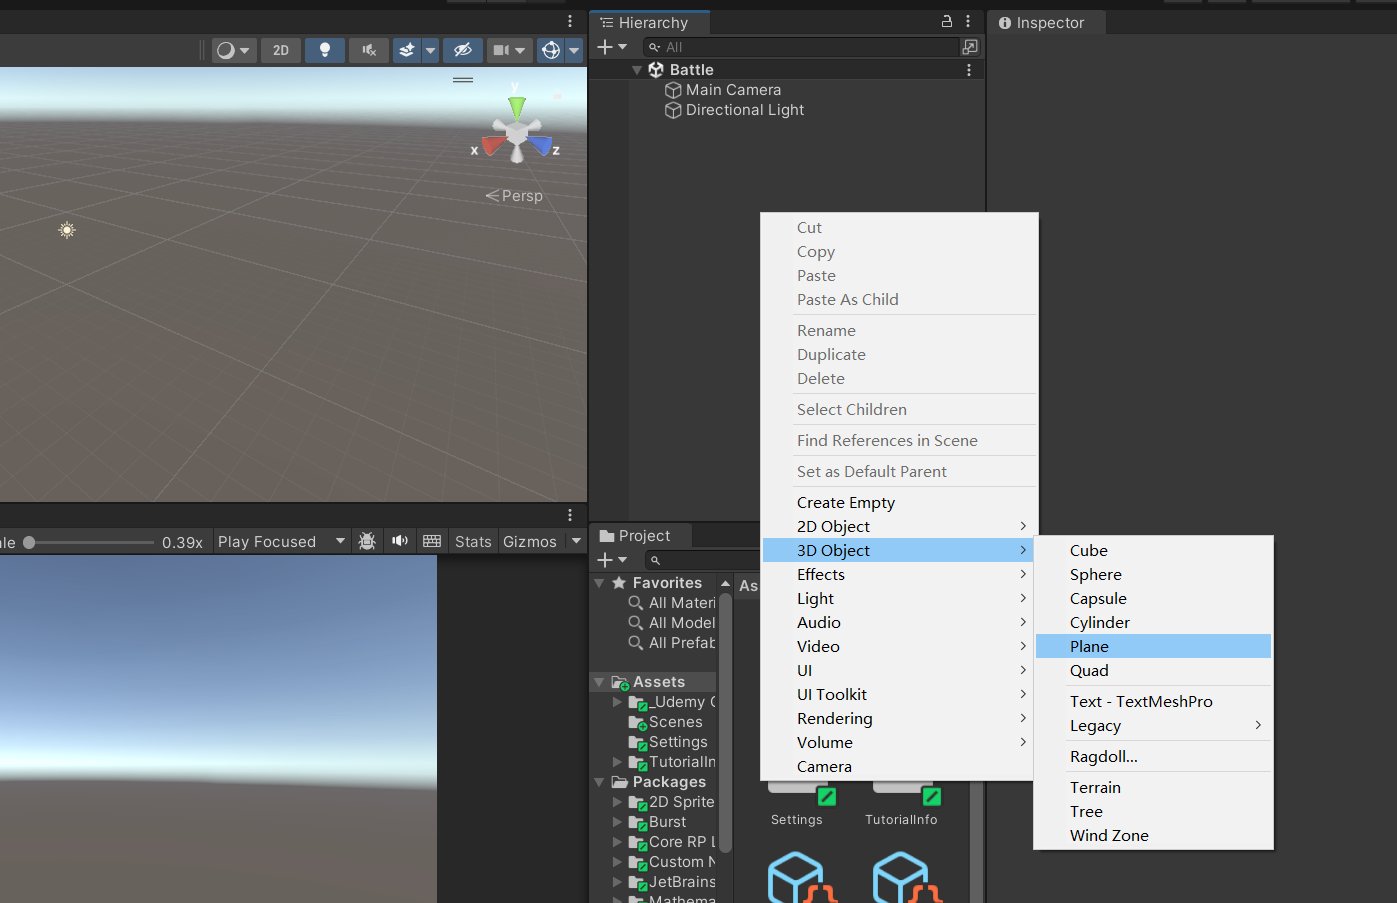 Hierarchy
Inspector
2D
All
Battle
Main Camera
Directional Light
y
x
z
Persp
Cut
Copy
Paste
Paste As Child
Rename
Duplicate
Delete
Select Children
Find References in Scene
Set as Default Parent
Create Empty
2D Object
3D Object
Effects
Light
Audio
Video
UI
UI Toolkit
Rendering
Volume
Camera
Cube
Sphere
Capsule
Cylinder
Plane
Quad
Text - TextMeshPro
Legacy
Ragdoll...
Terrain
Tree
Wind Zone
ale 0.39x Play Focused Stats Gizmos
Project
Favorites
All Materi
All Model
All Prefab
Assets
_Udemy C
Scenes
Settings
TutorialIn
Packages
2D Sprite
Burst
Core RP L
Custom N
JetBrains
Mathema
As
Settings
TutorialInfo